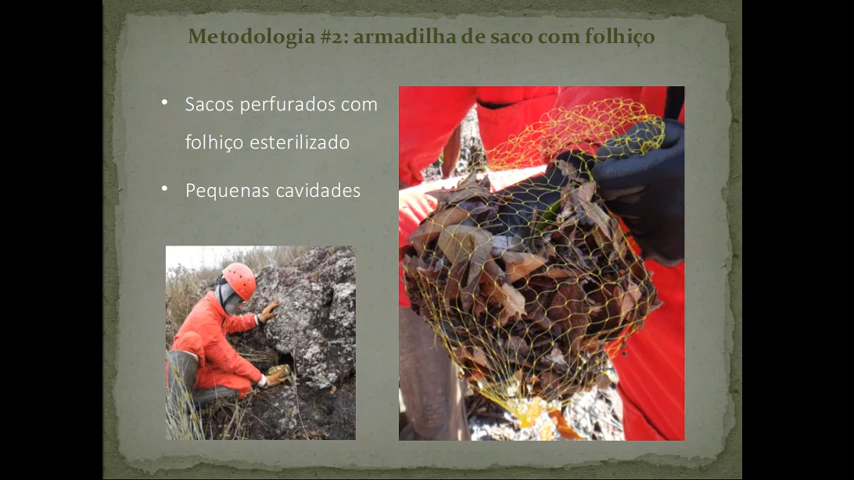 Metodologia #2: armadilha de saco com folhiço
• Sacos perfurados com
folhiço esterilizado
• Pequenas cavidades